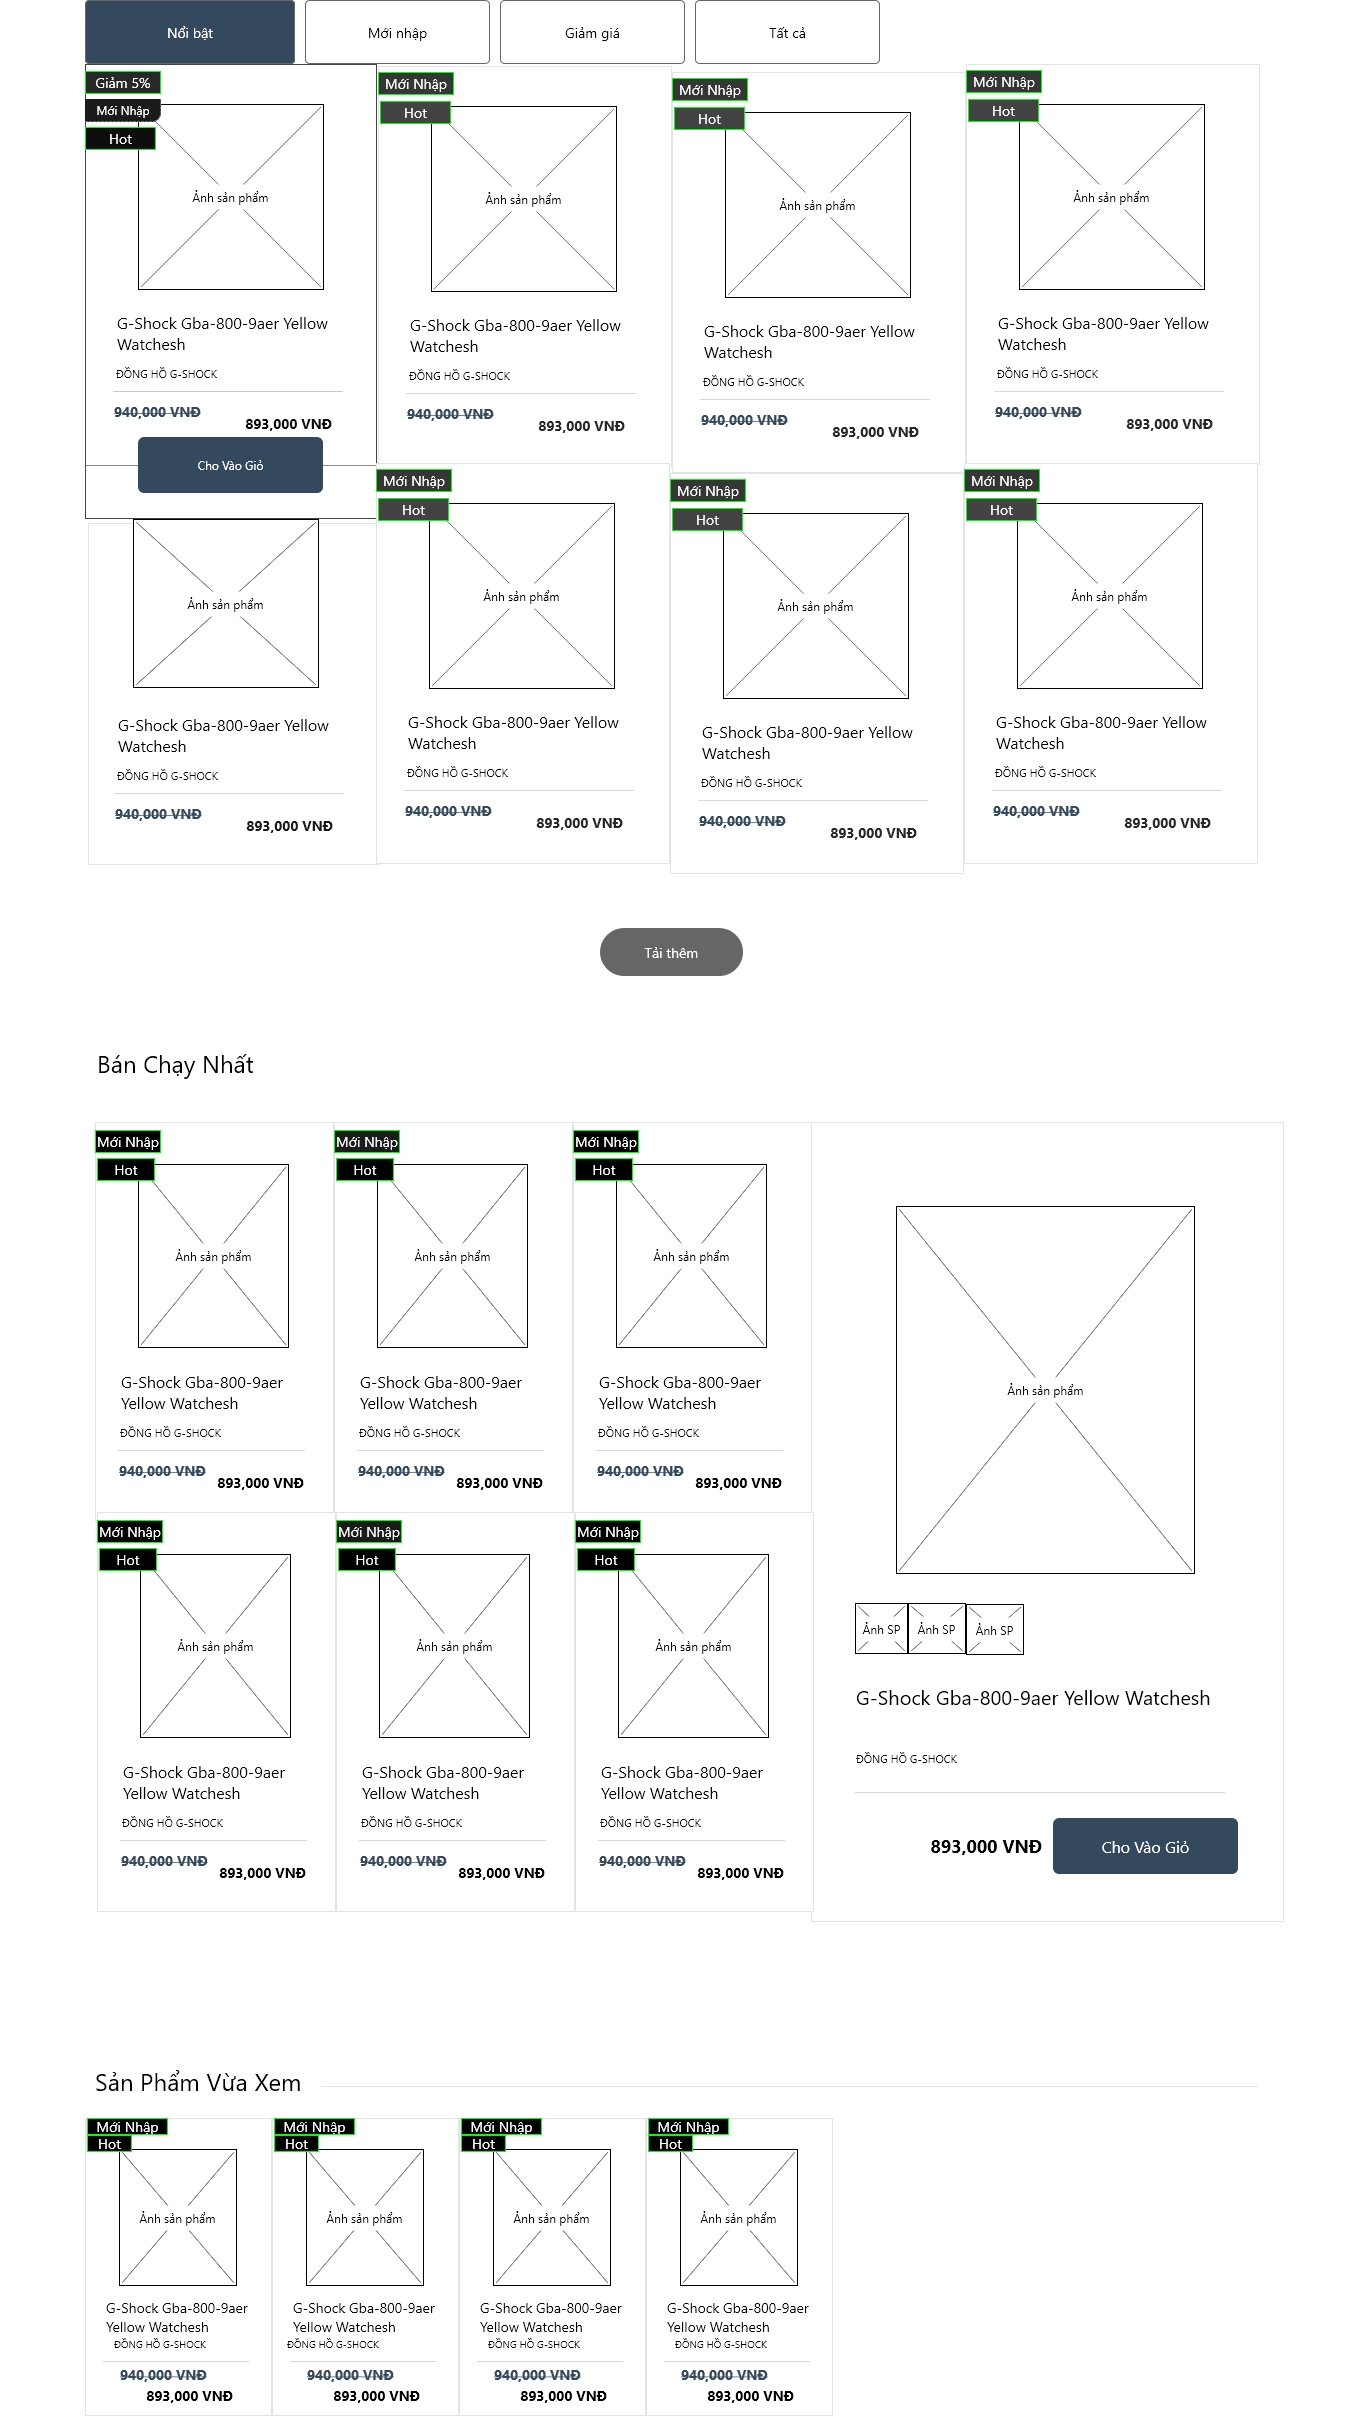 Nổi bật
Mới nhập
Giảm giá
Tất cả
Giảm 5%
Mới Nhập
Hot
Ảnh sản phẩm
G-Shock Gba-800-9aer Yellow
Watchesh
ĐỒNG HỒ G-SHOCK
940,000 VNĐ
893,000 VNĐ
Cho Vào Giỏ
Mới Nhập
Hot
Ảnh sản phẩm
G-Shock Gba-800-9aer Yellow
Watchesh
ĐỒNG HỒ G-SHOCK
940,000 VNĐ
893,000 VNĐ
Mới Nhập
Hot
Ảnh sản phẩm
G-Shock Gba-800-9aer Yellow
Watchesh
ĐỒNG HỒ G-SHOCK
940,000 VNĐ
893,000 VNĐ
Mới Nhập
Hot
Ảnh sản phẩm
G-Shock Gba-800-9aer Yellow
Watchesh
ĐỒNG HỒ G-SHOCK
940,000 VNĐ
893,000 VNĐ
Ảnh sản phẩm
G-Shock Gba-800-9aer Yellow
Watchesh
ĐỒNG HỒ G-SHOCK
940,000 VNĐ
893,000 VNĐ
Mới Nhập
Hot
Ảnh sản phẩm
G-Shock Gba-800-9aer Yellow
Watchesh
ĐỒNG HỒ G-SHOCK
940,000 VNĐ
893,000 VNĐ
Mới Nhập
Hot
Ảnh sản phẩm
G-Shock Gba-800-9aer Yellow
Watchesh
ĐỒNG HỒ G-SHOCK
940,000 VNĐ
893,000 VNĐ
Mới Nhập
Hot
Ảnh sản phẩm
G-Shock Gba-800-9aer Yellow
Watchesh
ĐỒNG HỒ G-SHOCK
940,000 VNĐ
893,000 VNĐ
Tải thêm
Bán Chạy Nhất
Mới Nhập
Hot
Ảnh sản phẩm
G-Shock Gba-800-9aer
Yellow Watchesh
ĐỒNG HỒ G-SHOCK
940,000 VNĐ
893,000 VNĐ
Mới Nhập
Hot
Ảnh sản phẩm
G-Shock Gba-800-9aer
Yellow Watchesh
ĐỒNG HỒ G-SHOCK
940,000 VNĐ
893,000 VNĐ
Mới Nhập
Hot
Ảnh sản phẩm
G-Shock Gba-800-9aer
Yellow Watchesh
ĐỒNG HỒ G-SHOCK
940,000 VNĐ
893,000 VNĐ
Mới Nhập
Hot
Ảnh sản phẩm
G-Shock Gba-800-9aer
Yellow Watchesh
ĐỒNG HỒ G-SHOCK
940,000 VNĐ
893,000 VNĐ
Mới Nhập
Hot
Ảnh sản phẩm
G-Shock Gba-800-9aer
Yellow Watchesh
ĐỒNG HỒ G-SHOCK
940,000 VNĐ
893,000 VNĐ
Mới Nhập
Hot
Ảnh sản phẩm
G-Shock Gba-800-9aer
Yellow Watchesh
ĐỒNG HỒ G-SHOCK
940,000 VNĐ
893,000 VNĐ
Ảnh sản phẩm
Ảnh SP
Ảnh SP
Ảnh SP
G-Shock Gba-800-9aer Yellow Watchesh
ĐỒNG HỒ G-SHOCK
893,000 VNĐ
Cho Vào Giỏ
Sản Phẩm Vừa Xem
Mới Nhập
Hot
Ảnh sản phẩm
G-Shock Gba-800-9aer
Yellow Watchesh
ĐỒNG HỒ G-SHOCK
940,000 VNĐ
893,000 VNĐ
Mới Nhập
Hot
Ảnh sản phẩm
G-Shock Gba-800-9aer
Yellow Watchesh
ĐỒNG HỒ G-SHOCK
940,000 VNĐ
893,000 VNĐ
Mới Nhập
Hot
Ảnh sản phẩm
G-Shock Gba-800-9aer
Yellow Watchesh
ĐỒNG HỒ G-SHOCK
940,000 VNĐ
893,000 VNĐ
Mới Nhập
Hot
Ảnh sản phẩm
G-Shock Gba-800-9aer
Yellow Watchesh
ĐỒNG HỒ G-SHOCK
940,000 VNĐ
893,000 VNĐ